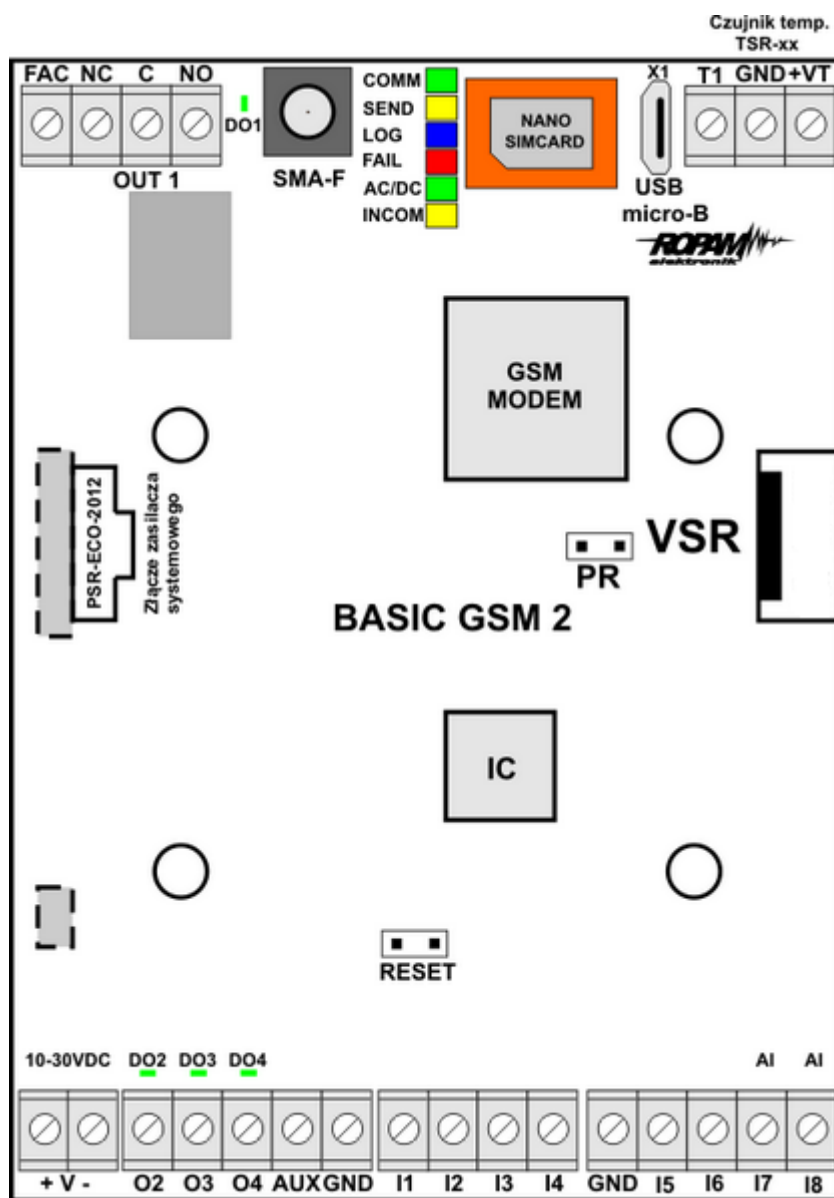 Czujnik temp.
TSR-xx
FAC NC C NO
DO1
OUT 1
SMA-F
COMM
SEND
LOG
FAIL
AC/DC
INCOM
NANO
SIMCARD
X1
USB
micro-B
T1 GND +VT
ROPAM
elektronik
GSM
MODEM
PSR-ECO-2012
Złącze zasilacza
systemowego
PR
VSR
BASIC GSM 2
IC
RESET
10-30VDC DO2 DO3 DO4 AI AI
+ V - O2 O3 O4 AUX GND I1 I2 I3 I4 GND I5 I6 I7 I8